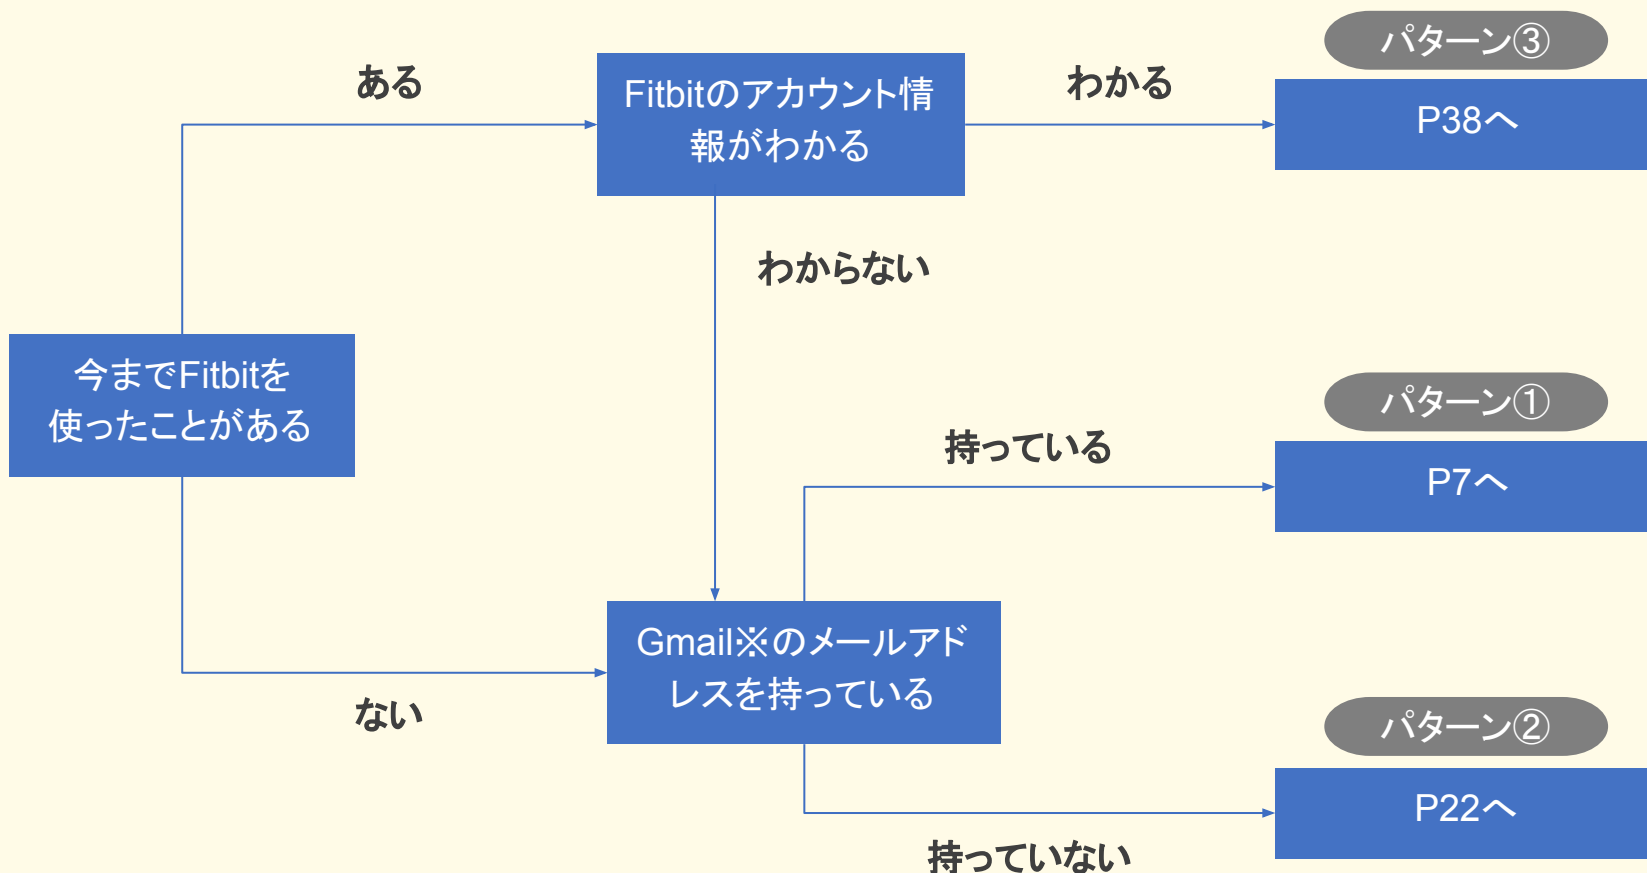 パターン③
ある
Fitbitのアカウント情
報がわかる
わかる
P38へ
わからない
今までFitbitを
使ったことがある
パターン①
持っている
P7へ
Gmail※のメールアド
レスを持っている
ない
パターン②
P22へ
持っていない